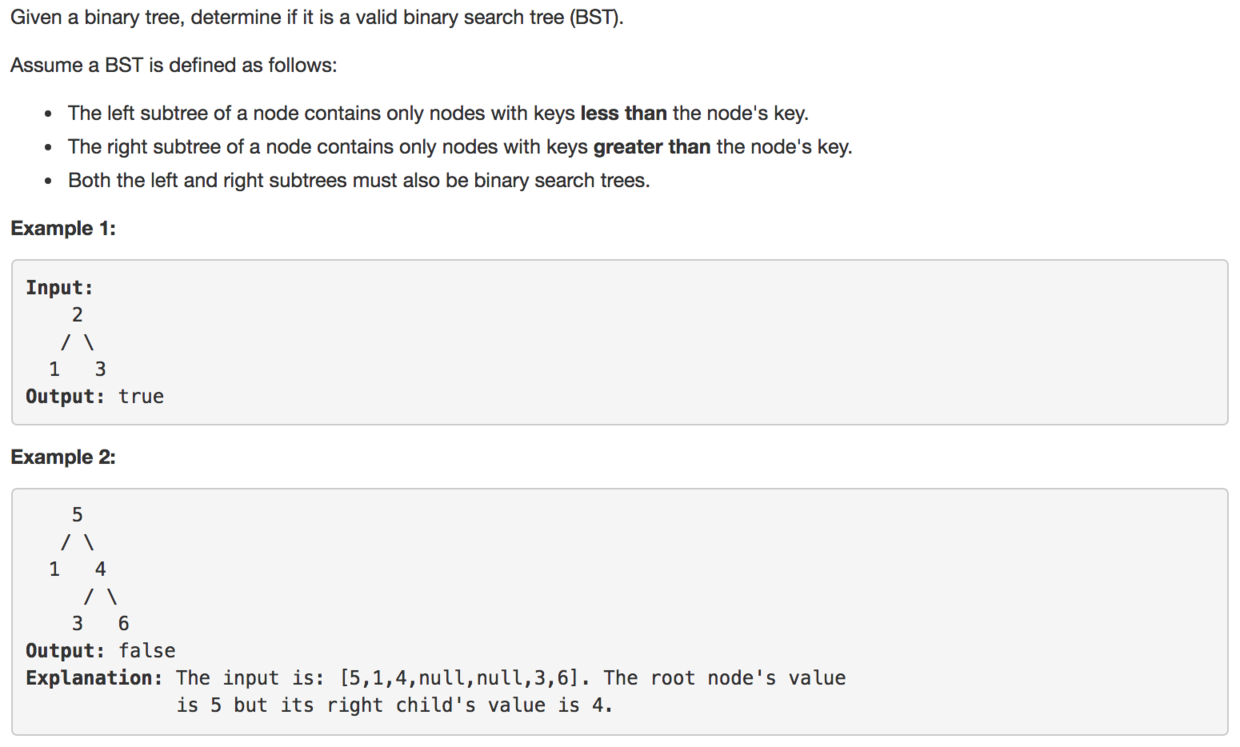 Given a binary tree, determine if it is a valid binary search tree (BST).
Assume a BST is defined as follows:
• The left subtree of a node contains only nodes with keys less than the node's key.
• The right subtree of a node contains only nodes with keys greater than the node's key.
• Both the left and right subtrees must also be binary search trees.
Example 1:
Input:
    2
   / \
  1   3
Output: true
Example 2:
    5
   / \
  1   4
     / \
    3   6
Output: false
Explanation: The input is: [5,1,4,null,null,3,6]. The root node's value
             is 5 but its right child's value is 4.